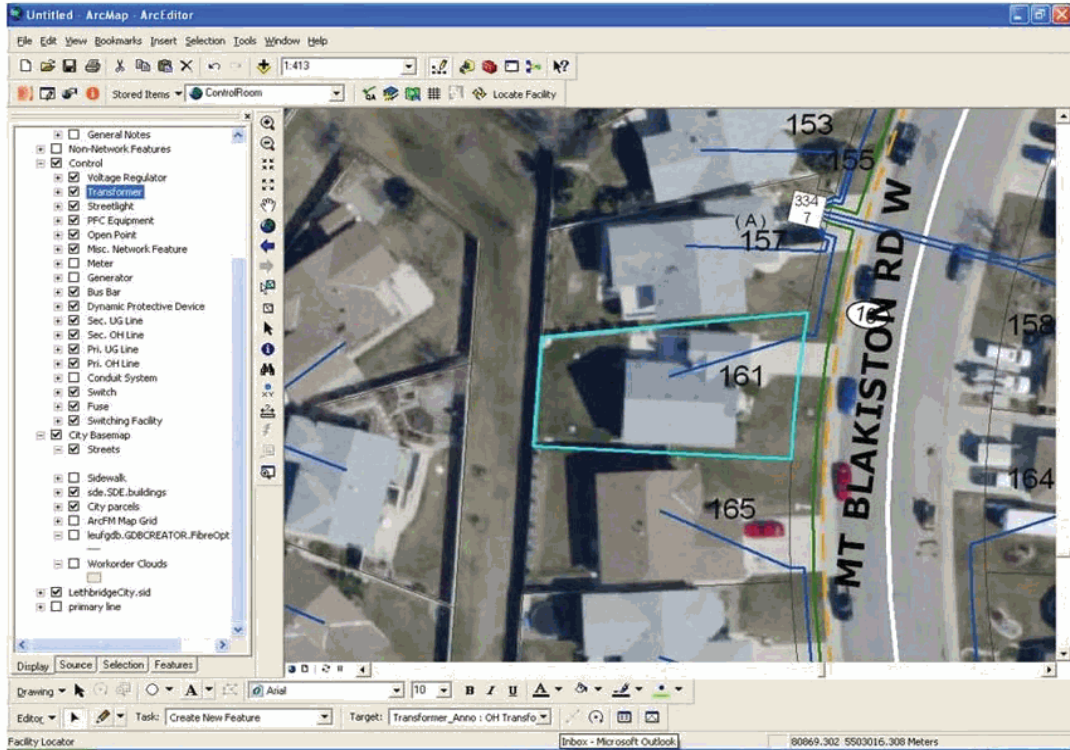 Untitled - ArcMap - ArcEditor
File Edit View Bookmarks Insert Selection Tools Window Help
1:413
Stored Items ControlRoom QA Locate Facility
General Notes
Non-Network Features
Control
Voltage Regulator
Transformer
Streetlight
PFC Equipment
Open Point
Misc. Network Feature
Meter
Generator
Bus Bar
Dynamic Protective Device
Sec. UG Line
Sec. OH Line
Pri. UG Line
Pri. OH Line
Conduit System
Switch
Fuse
Switching Facility
City Basemap
Streets
Sidewalk
sde.SDE.buildings
City parcels
ArcFM Map Grid
leufgdb.GDBCREATOR.FibreOpt
Workorder Clouds
LethbridgeCity.sid
primary line
Display Source Selection Features
XY
153
155
334
7
(A)
157
158
161
164
165
MT BLAKISTON RD W
Drawing A Arial 10 B I U A
Editor Task: Create New Feature Target: Transformer_Anno : OH Transfo
Facility Locator Inbox - Microsoft Outlook 80869.302 5503016.308 Meters